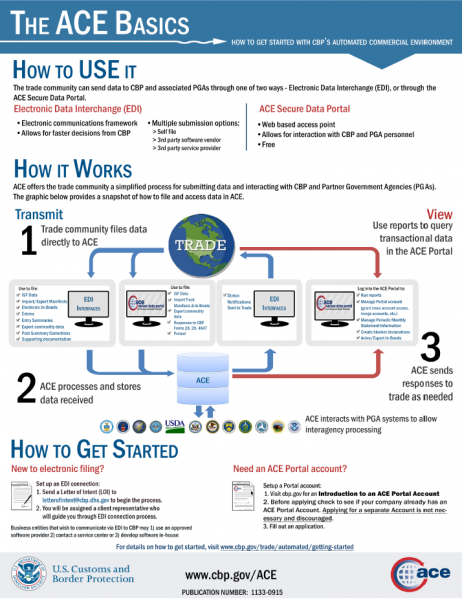 THE ACE BASICS
HOW TO GET STARTED WITH CBP'S AUTOMATED COMMERCIAL ENVIRONMENT
HOW TO USE IT
The trade community can send data to CBP and associated PGAs through one of two ways - Electronic Data Interchange (EDI), or through the
ACE Secure Data Portal.
Electronic Data Interchange (EDI)
• Electronic communications framework
• Allows for faster decisions from CBP
• Multiple submission options:
> Self file
> 3rd party software vendor
> 3rd party service provider
ACE Secure Data Portal
• Web based access point
• Allows for interaction with CBP and PGA personnel
• Free
HOW IT WORKS
ACE offers the trade community a simplified process for submitting data and interacting with CBP and Partner Government Agencies (PGAs).
The graphic below provides a snapshot of how to file and access data in ACE.
Transmit
1 Trade community files data
directly to ACE
TRADE
View
Use reports to query
transactional data
in the ACE Portal
Use to file:
ISF Data
Import/Export Manifests
Electronic In-Bonds
Entries
Entry Summaries
Export commodity data
Post Summary Corrections
Supporting documentation
EDI
INTERFACES
ace
Use to file:
ISF Data
Import Truck
Manifests & In-Bonds
Export commodity
data
Responses to CBP
Forms 28, 29, 4647
Protest
Status
Notifications
Sent to Trade
EDI
INTERFACES
ace
Log into the ACE Portal to:
Run reports
Manage Portal account
Manage Periodic Monthly
Statement Information
Create blanket declarations
2 ACE processes and stores
data received
ACE
3
ACE sends
responses to
trade as needed
USDA
ACE interacts with PGA systems to allow
interagency processing
HOW TO GET STARTED
New to electronic filing?
Set up an EDI connection:
1. Send a Letter of Intent (LOI) to
letterofintent@cbp.dhs.gov to begin the process.
2. You will be assigned a client representative who
will guide you through EDI connection process.
Business entities that wish to communicate via EDI to CBP may 1) use an approved
software provider 2) contact a service center or 3) develop software in-house
Need an ACE Portal account?
Setup a Portal account:
1. Visit cbp.gov for an Introduction to an ACE Portal Account
2. Before applying check to see if your company already has an
ACE Portal Account. Applying for a separate Account is not nec-
essary and discouraged.
3. Fill out an application.
For details on how to get started, visit www.cbp.gov/trade/automated/getting-started
U.S. Customs and
Border Protection
www.cbp.gov/ACE
PUBLICATION NUMBER: 1133-0915
ace